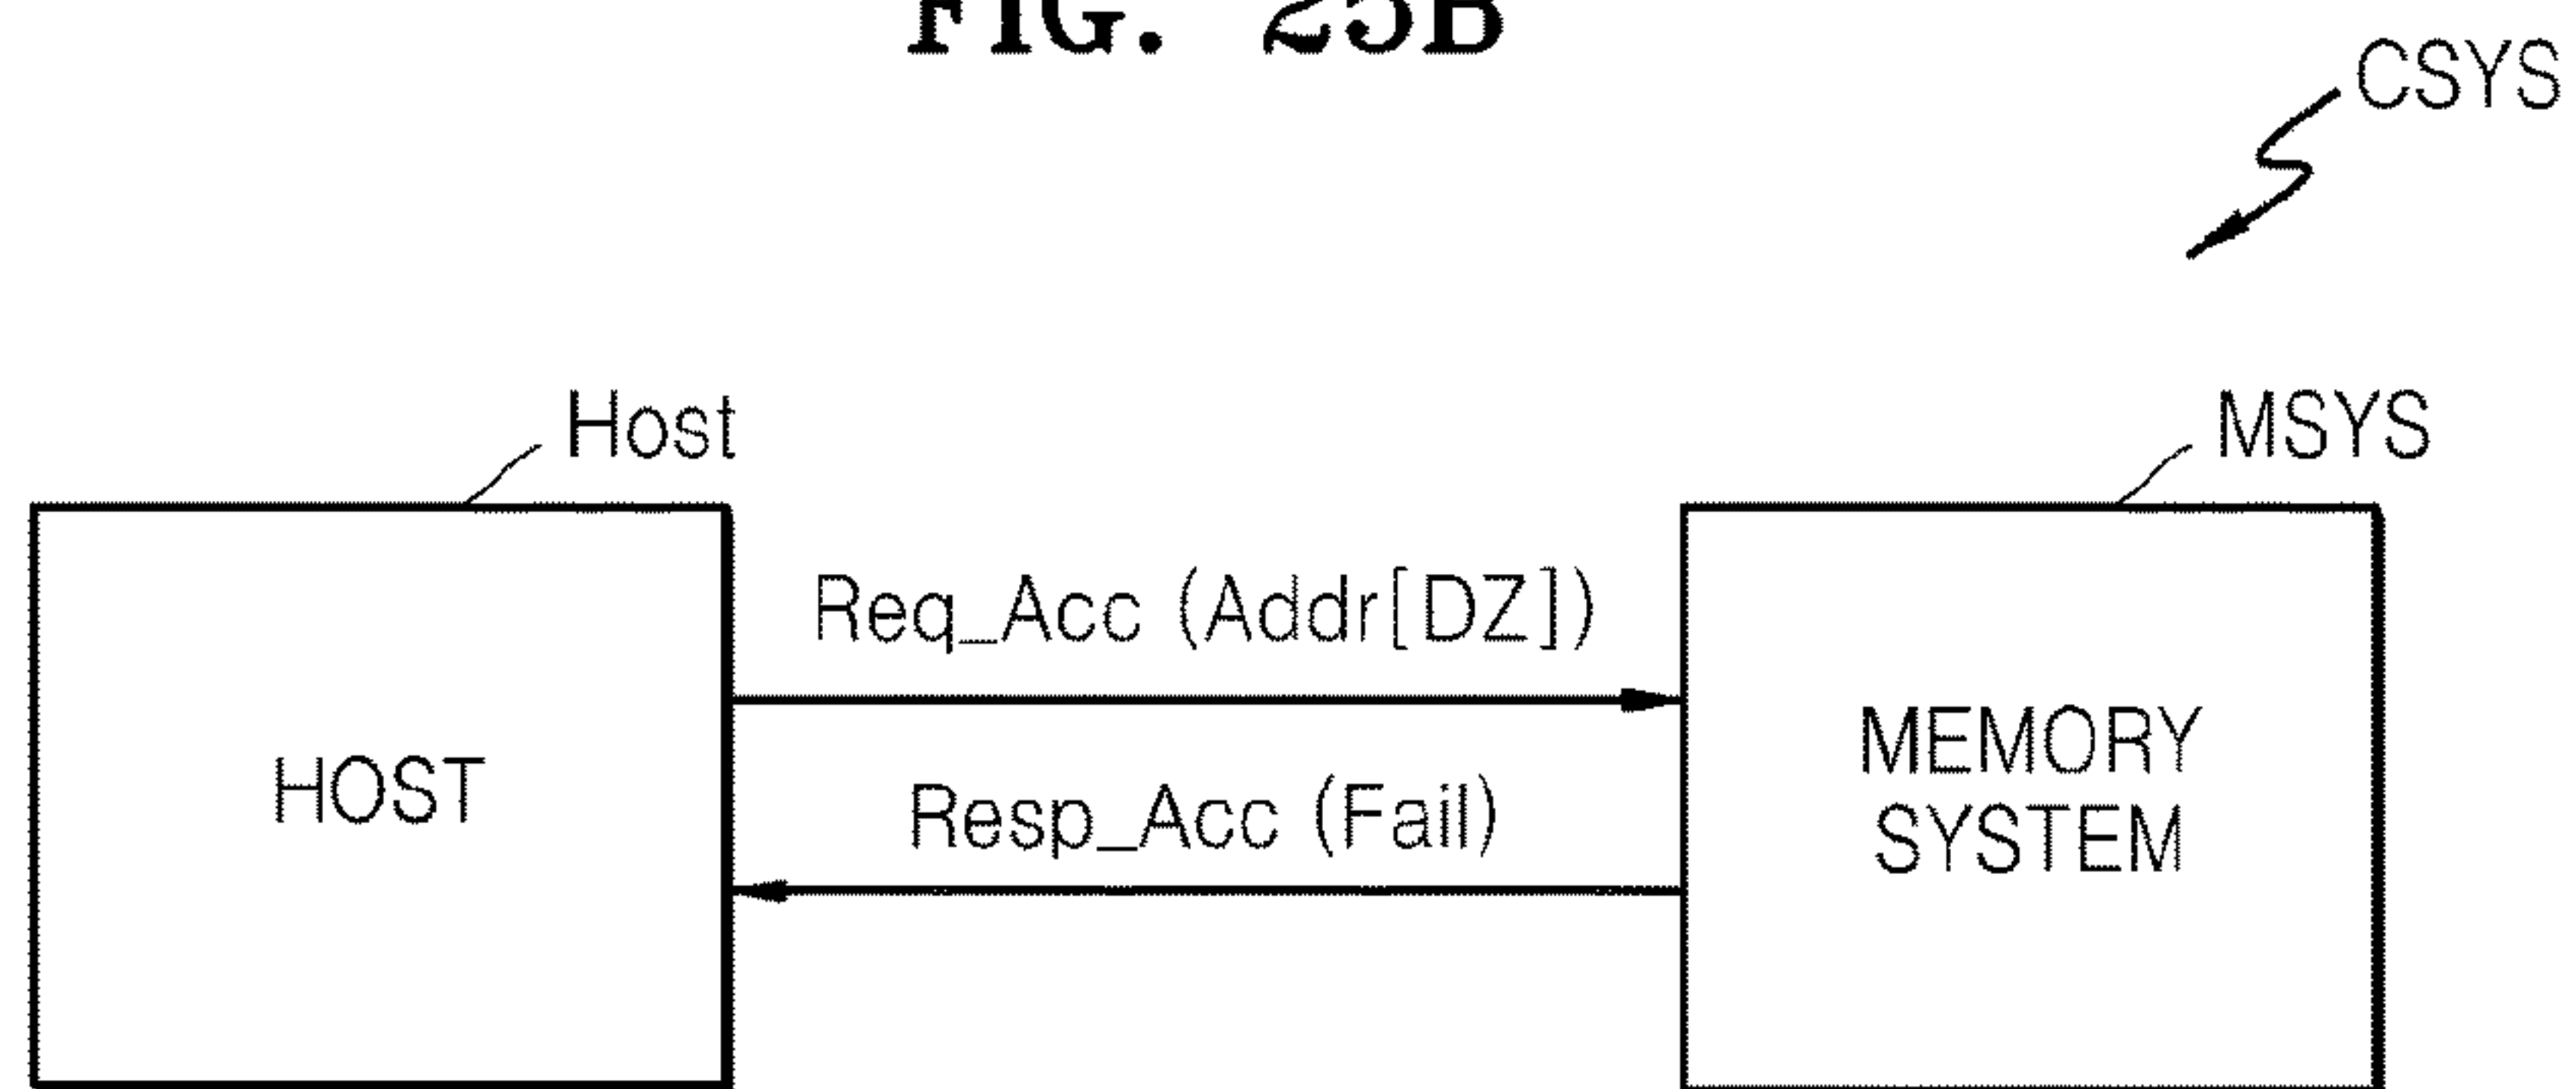 FIG. 25B
CSYS
Host
MSYS
Req_Acc (Addr[DZ])
HOST
MEMORY
SYSTEM
Resp_Acc (Fail)